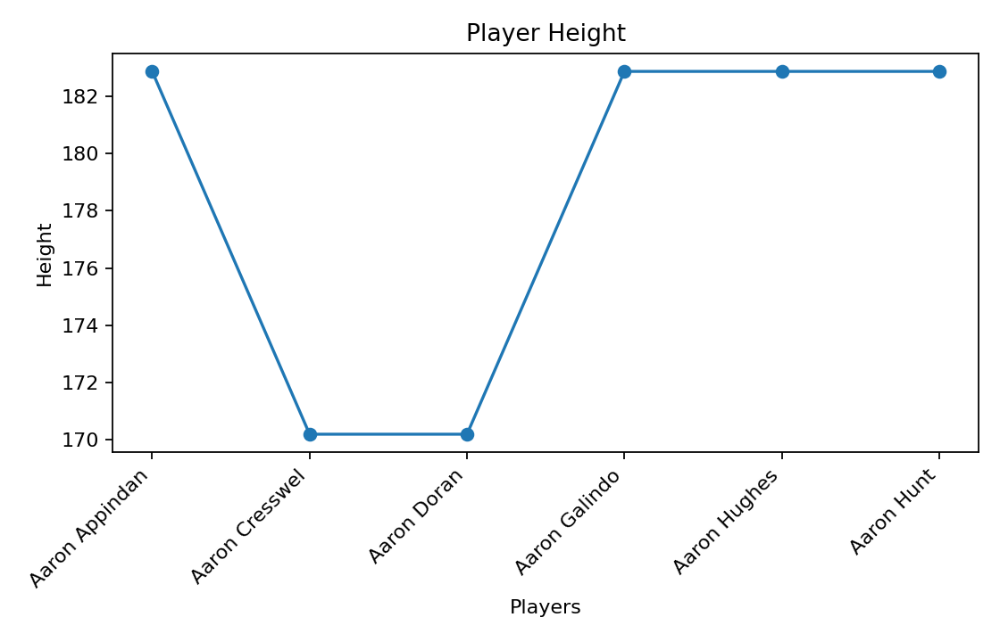 Player Height
Height
182
180
178
176
174
172
170
Aaron Appindan
Aaron Cresswel
Aaron Doran
Aaron Galindo
Aaron Hughes
Aaron Hunt
Players